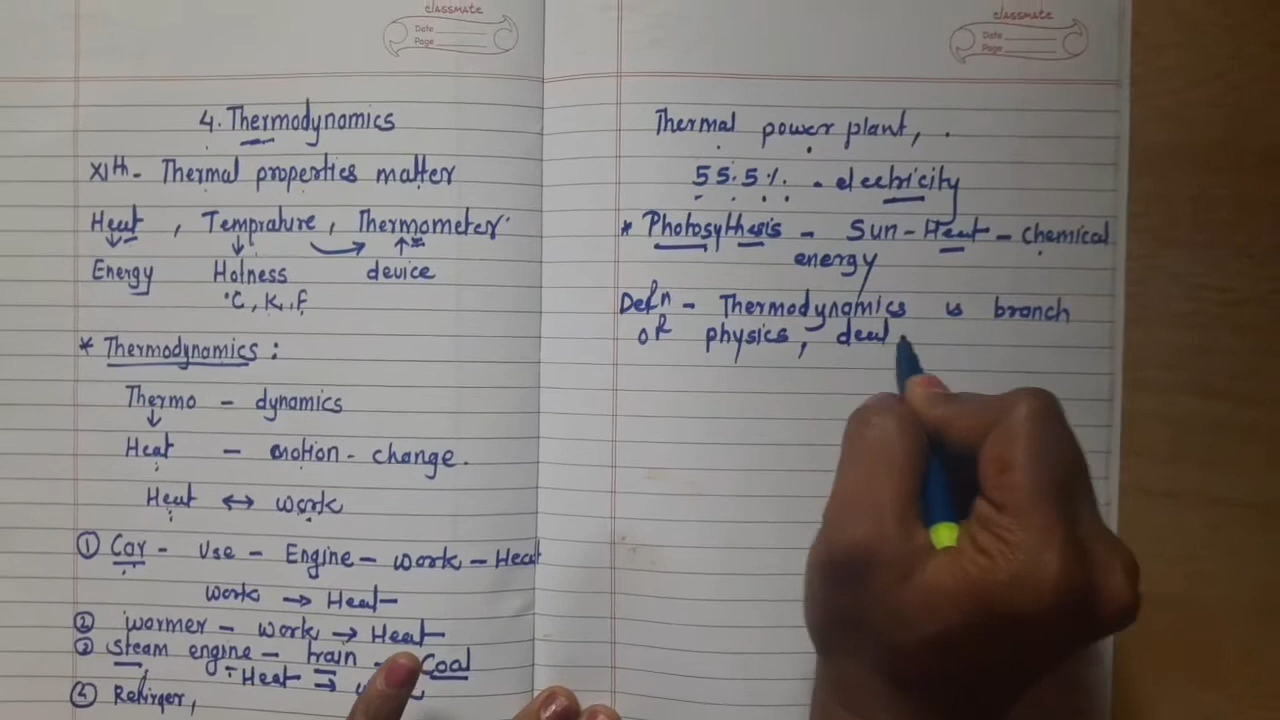 classmate
Date
Page
4. Thermodynamics
XIth - Thermal properties matter
Heat, Temprature, Thermometer
Energy Hotness device
°C, K, F
* Thermodynamics :
Thermo - dynamics
Heat - motion - change.
Heat ↔ work
① Car - Use - Engine - work - Heat
work → Heat
② wormer - work → Heat
③ steam engine - train - Coal
- Heat →
④ Refirger,
classmate
Date
Page
Thermal power plant, .
55.5%. - electricity
* Photosythesis - Sun - Heat - chemical
energy
Defn - Thermodynamics is branch
of physics, deal